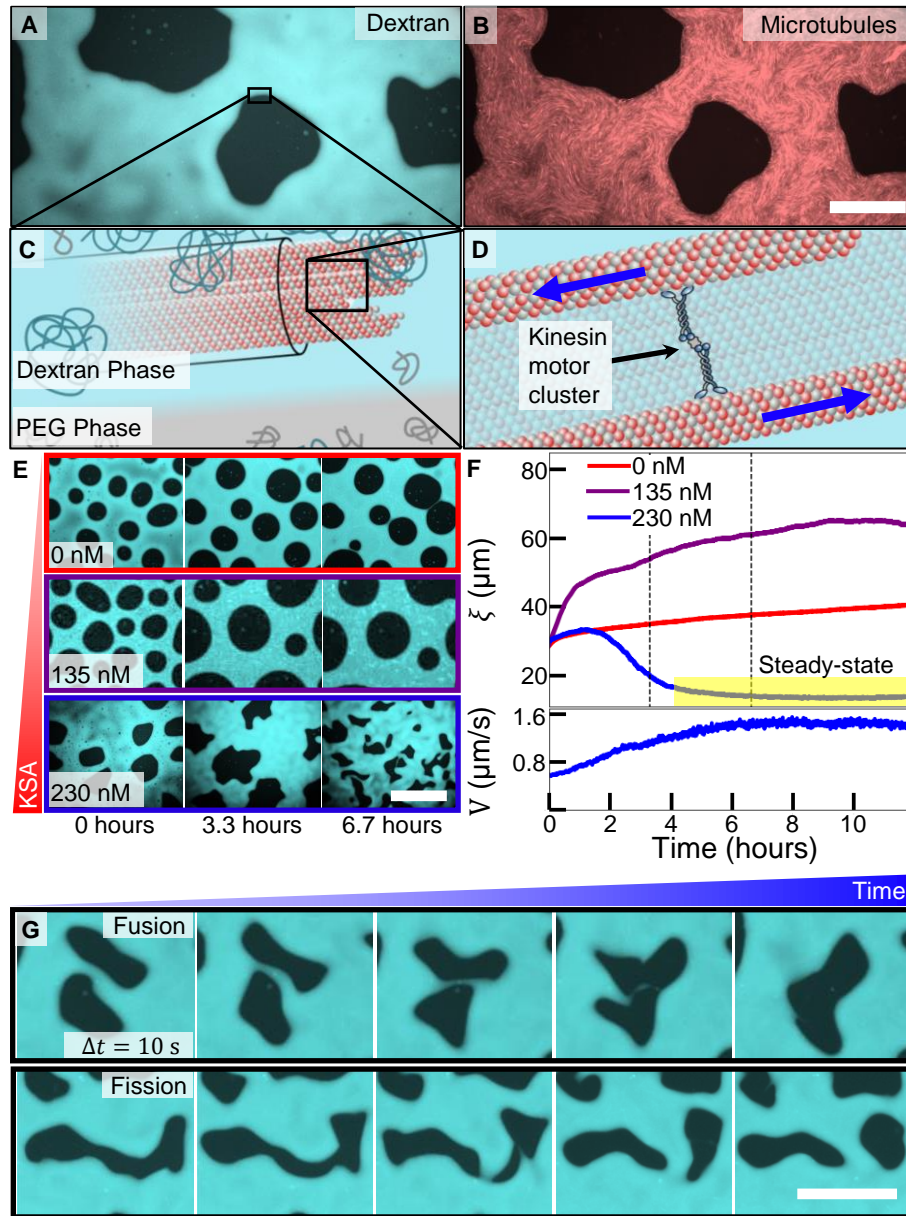 A
Dextran
B
Microtubules
C
Dextran Phase
PEG Phase
D
Kinesin
motor
cluster
E
KSA
0 nM
135 nM
230 nM
0 hours
3.3 hours
6.7 hours
F
0 nM
135 nM
230 nM
80
60
40
20
ξ (μm)
Steady-state
1.6
0.8
V (μm/s)
0
2
4
6
8
10
Time (hours)
Time
G
Fusion
Δt = 10 s
Fission